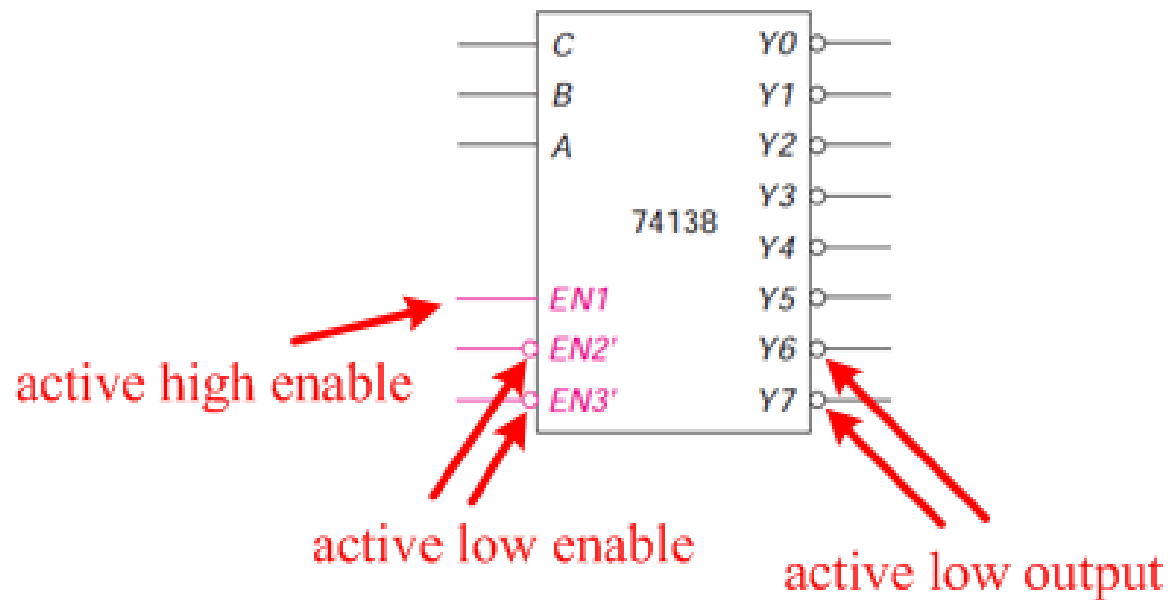 C Y0
B Y1
A Y2
Y3
74138
Y4
EN1 Y5
EN2' Y6
active high enable
EN3' Y7
active low enable
active low output